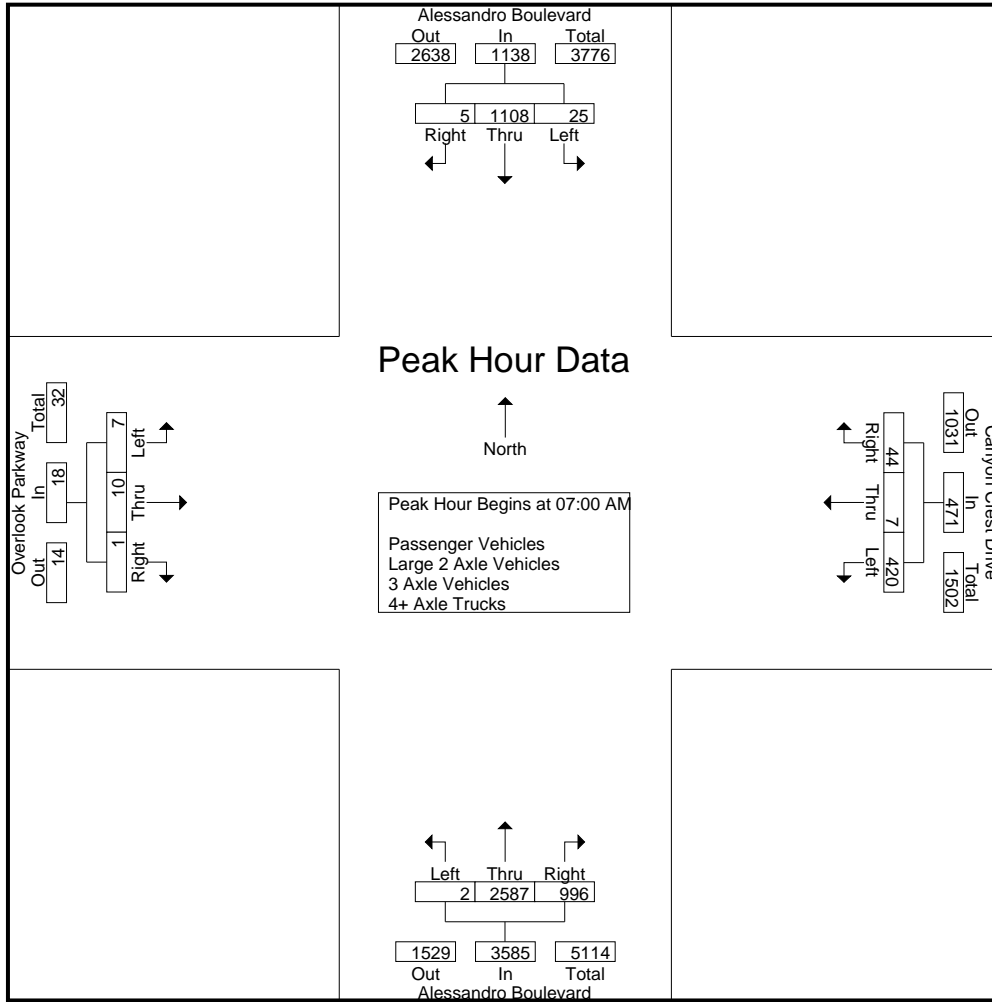 Alessandro Boulevard
Out In Total
2638 1138 3776
5 1108 25
Right Thru Left
Peak Hour Data
North
Peak Hour Begins at 07:00 AM
Passenger Vehicles
Large 2 Axle Vehicles
3 Axle Vehicles
4+ Axle Trucks
Overlook Parkway
Out In Total
14 18 32
Left Thru Right
7 10 1
Canyon Crest Drive
Out In Total
1031 471 1502
44 7 420
Right Thru Left
Left Thru Right
2 2587 996
1529 3585 5114
Out In Total
Alessandro Boulevard